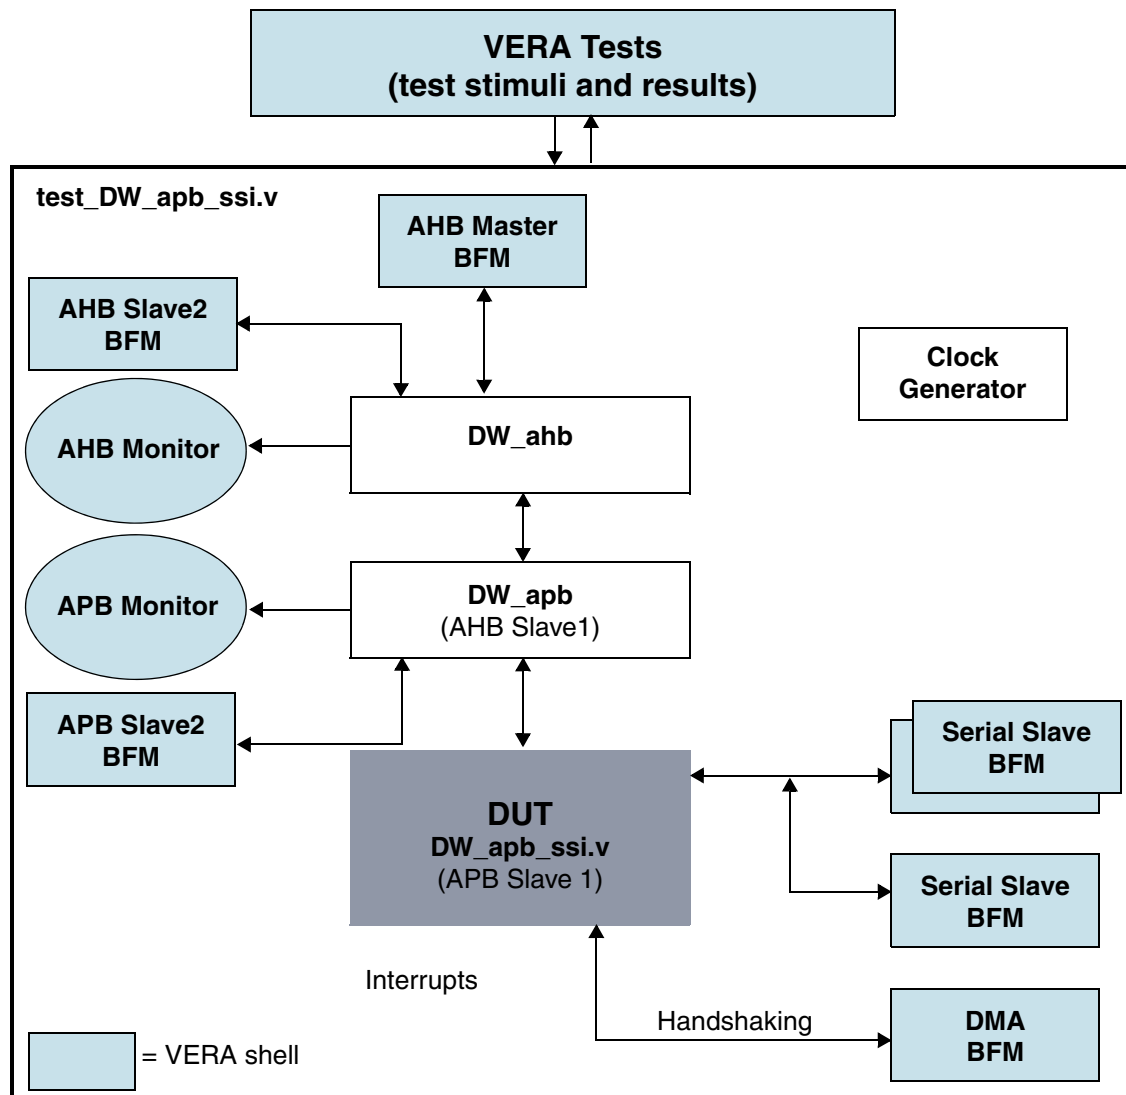 VERA Tests
(test stimuli and results)
test_DW_apb_ssi.v
AHB Master
BFM
AHB Slave2
BFM
Clock
Generator
AHB Monitor
DW_ahb
APB Monitor
DW_apb
(AHB Slave1)
APB Slave2
BFM
Serial Slave
BFM
DUT
DW_apb_ssi.v
(APB Slave 1)
Serial Slave
BFM
Interrupts
Handshaking
DMA
BFM
= VERA shell